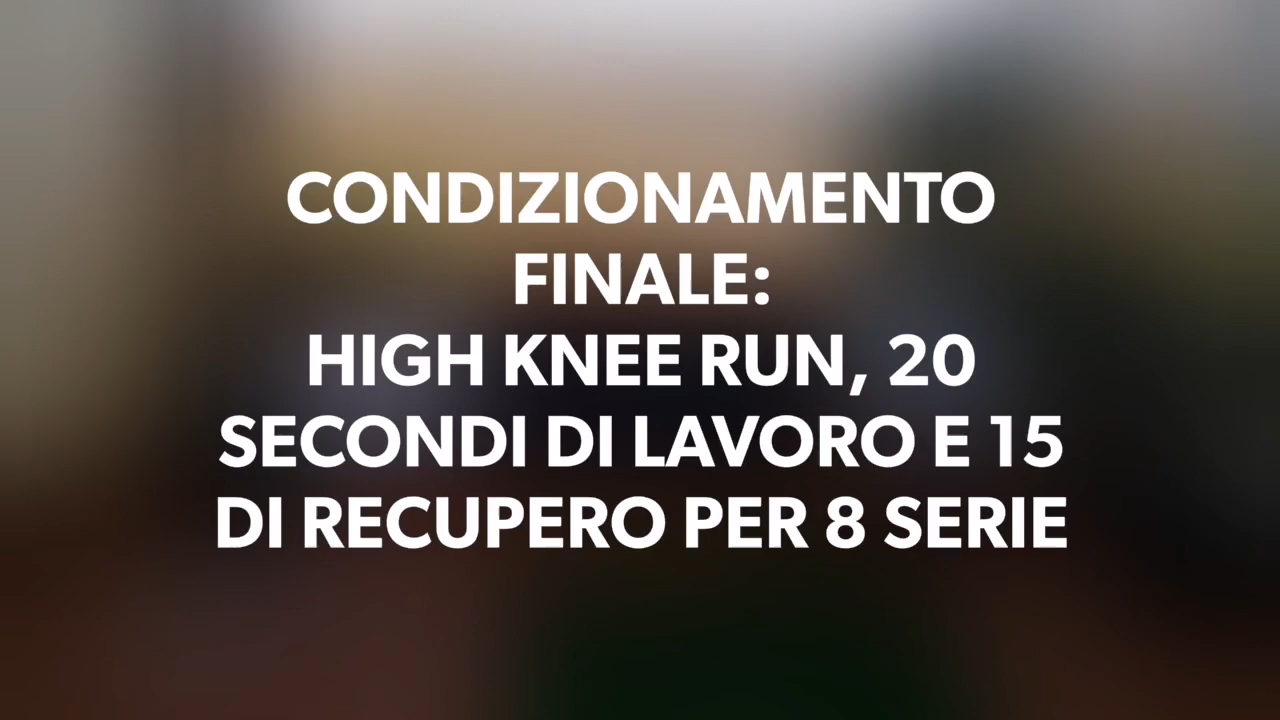 CONDIZIONAMENTO
FINALE:
HIGH KNEE RUN, 20
SECONDI DI LAVORO E 15
DI RECUPERO PER 8 SERIE